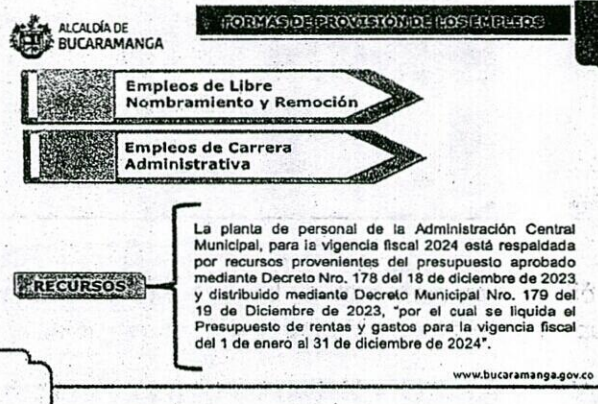 ALCALDÍA DE
BUCARAMANGA
FORMAS DE PROVISIÓN DE LOS EMPLEOS
Empleos de Libre
Nombramiento y Remoción
Empleos de Carrera
Administrativa
RECURSOS
La planta de personal de la Administración Central
Municipal, para la vigencia fiscal 2024 está respaldada
por recursos provenientes del presupuesto aprobado
mediante Decreto Nro. 178 del 18 de diciembre de 2023,
y distribuido mediante Decreto Municipal Nro. 179 del
19 de Diciembre de 2023, "por el cual se liquida el
Presupuesto de rentas y gastos para la vigencia fiscal
del 1 de enero al 31 de diciembre de 2024".
www.bucaramanga.gov.co